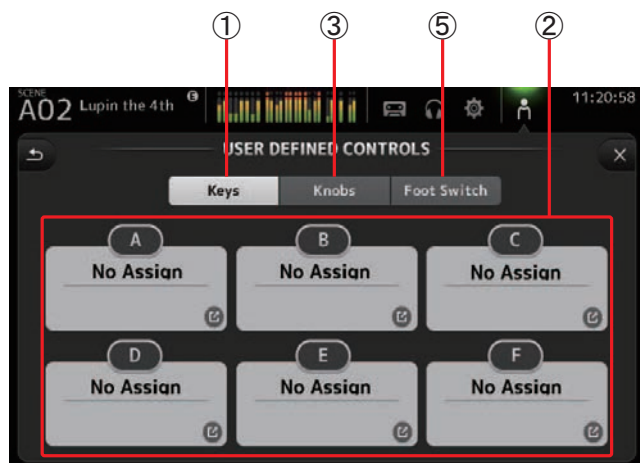 ① ③ ⑤ ②
SCENE
A02 Lupin the 4th E 11:20:58
USER DEFINED CONTROLS
Keys Knobs Foot Switch
A B C
No Assign No Assign No Assign
D E F
No Assign No Assign No Assign